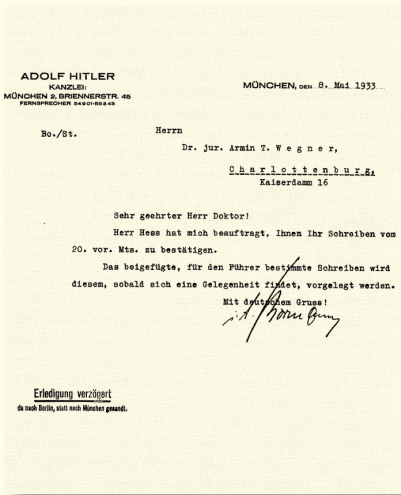 ADOLF HITLER
KANZLEI:
MÜNCHEN 2, BRIENNERSTR. 45
FERNSPRECHER 54901-55345
MÜNCHEN, DEN 8. Mai 1933
Bo./St.
Herrn
Dr. jur. Armin T. Wegner,
Charlottenburg,
Kaiserdamm 16
Sehr geehrter Herr Doktor!
Herr Hess hat mich beauftragt, Ihnen Ihr Schreiben vom
20. vor. Mts. zu bestätigen.
Das beigefügte, für den Führer bestimmte Schreiben wird
diesem, sobald sich eine Gelegenheit findet, vorgelegt werden.
Mit deutschem Gruss!
i.A.
Erledigung verzögert
da nach Berlin, statt nach München gesandt.